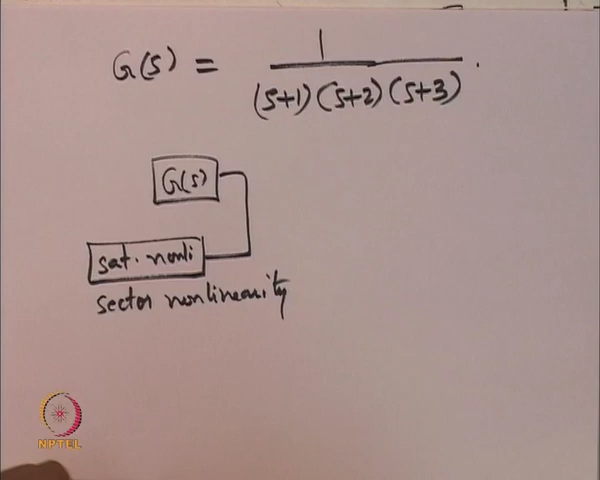 G(s) = 1 / (s+1)(s+2)(s+3) .
G(s)
sat. nonli
sector nonlinearity
NPTEL